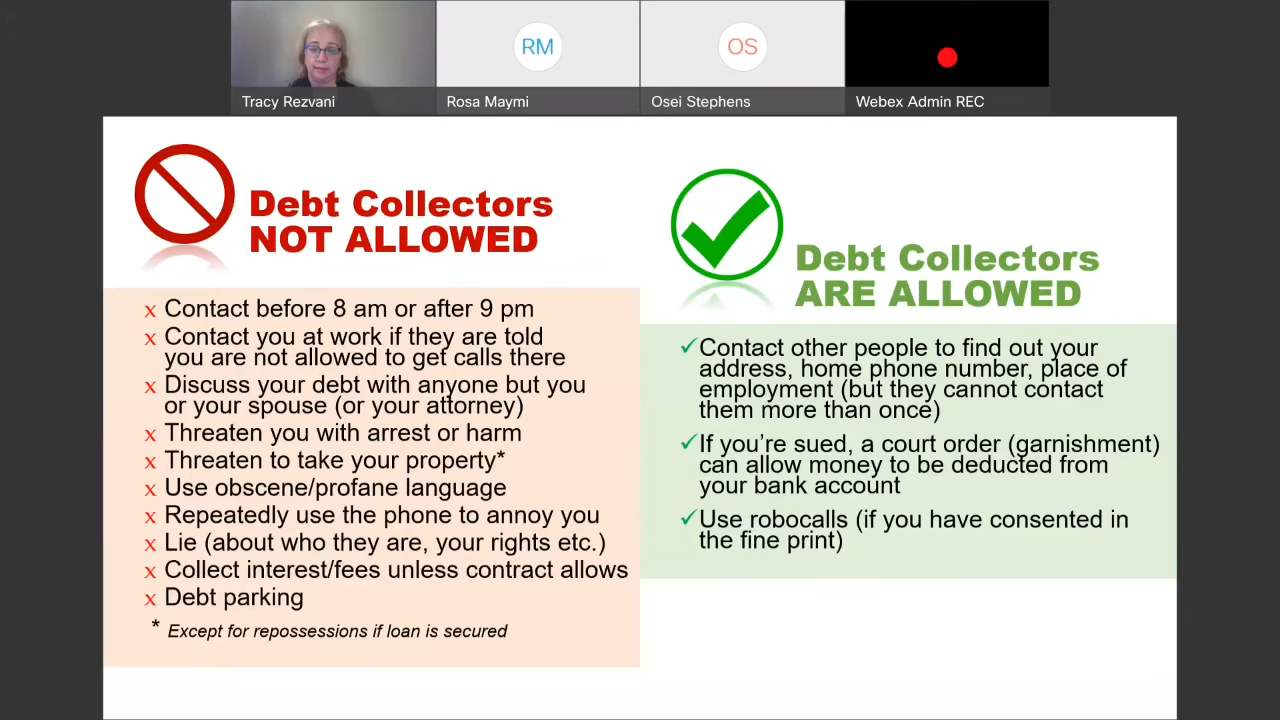 RM
OS
Tracy Rezvani
Rosa Maymi
Osei Stephens
Webex Admin REC
Debt Collectors
NOT ALLOWED
x Contact before 8 am or after 9 pm
x Contact you at work if they are told
you are not allowed to get calls there
x Discuss your debt with anyone but you
or your spouse (or your attorney)
x Threaten you with arrest or harm
x Threaten to take your property*
x Use obscene/profane language
x Repeatedly use the phone to annoy you
x Lie (about who they are, your rights etc.)
x Collect interest/fees unless contract allows
x Debt parking
* Except for repossessions if loan is secured
Debt Collectors
ARE ALLOWED
✓Contact other people to find out your
address, home phone number, place of
employment (but they cannot contact
them more than once)
✓If you’re sued, a court order (garnishment)
can allow money to be deducted from
your bank account
✓Use robocalls (if you have consented in
the fine print)